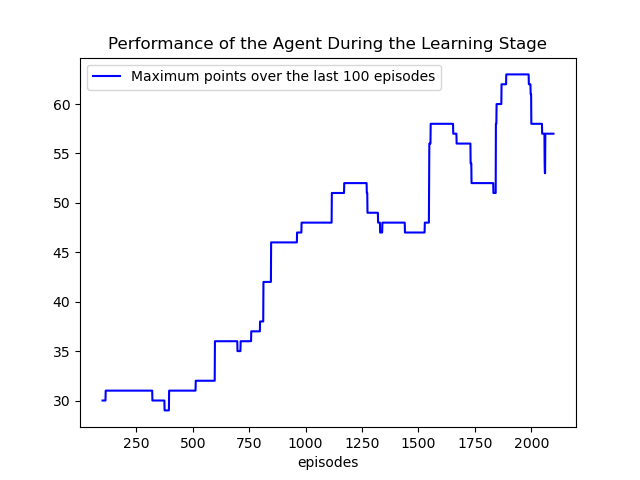 Performance of the Agent During the Learning Stage
Maximum points over the last 100 episodes
60
55
50
45
40
35
30
250 500 750 1000 1250 1500 1750 2000
episodes